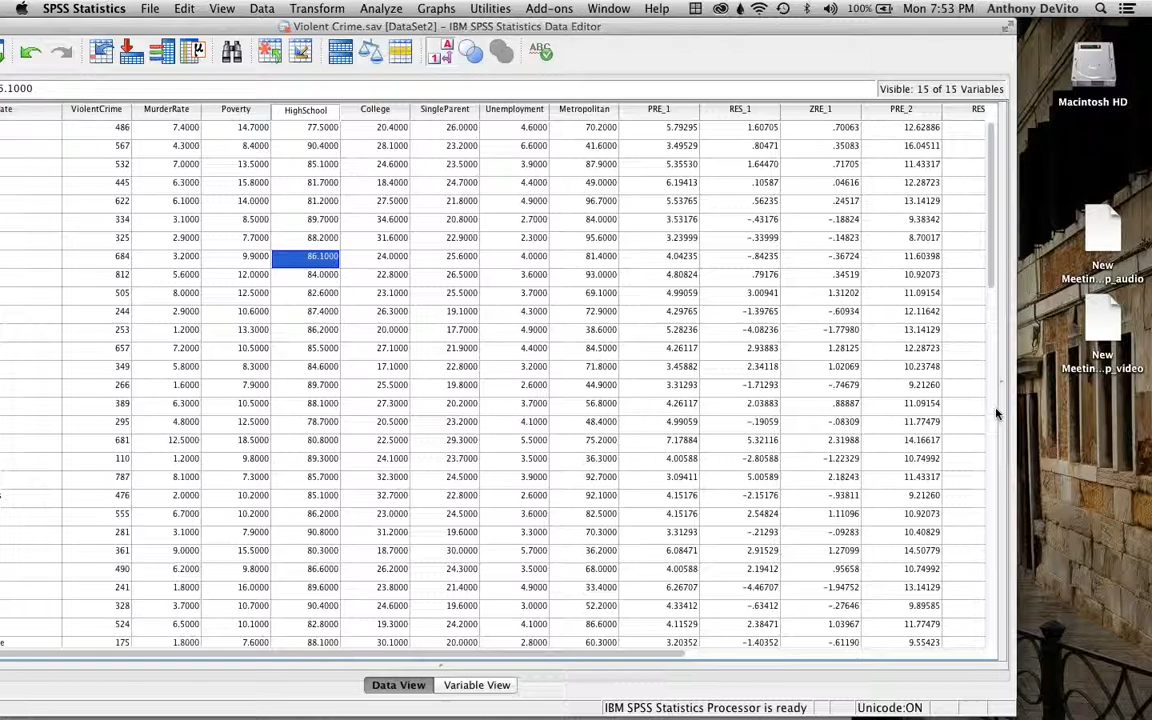 SPSS Statistics File Edit View Data Transform Analyze Graphs Utilities Add-ons Window Help 100% Mon 7:53 PM Anthony DeVito
Violent Crime.sav [DataSet2] – IBM SPSS Statistics Data Editor
5.1000 Visible: 15 of 15 Variables
ate ViolentCrime MurderRate Poverty HighSchool College SingleParent Unemployment Metropolitan PRE_1 RES_1 ZRE_1 PRE_2 RES
486 7.4000 14.7000 77.5000 20.4000 26.0000 4.6000 70.2000 5.79295 1.60705 .70063 12.62886
567 4.3000 8.4000 90.4000 28.1000 23.2000 6.6000 41.6000 3.49529 .80471 .35083 16.04511
532 7.0000 13.5000 85.1000 24.6000 23.5000 3.9000 87.9000 5.35530 1.64470 .71705 11.43317
445 6.3000 15.8000 81.7000 18.4000 24.7000 4.4000 49.0000 6.19413 .10587 .04616 12.28723
622 6.1000 14.0000 81.2000 27.5000 21.8000 4.9000 96.7000 5.53765 .56235 .24517 13.14129
334 3.1000 8.5000 89.7000 34.6000 20.8000 2.7000 84.0000 3.53176 -.43176 -.18824 9.38342
325 2.9000 7.7000 88.2000 31.6000 22.9000 2.3000 95.6000 3.23999 -.33999 -.14823 8.70017
684 3.2000 9.9000 86.1000 24.0000 25.6000 4.0000 81.4000 4.04235 -.84235 -.36724 11.60398
812 5.6000 12.0000 84.0000 22.8000 26.5000 3.6000 93.0000 4.80824 .79176 .34519 10.92073
505 8.0000 12.5000 82.6000 23.1000 25.5000 3.7000 69.1000 4.99059 3.00941 1.31202 11.09154
244 2.9000 10.6000 87.4000 26.3000 19.1000 4.3000 72.9000 4.29765 -1.39765 -.60934 12.11642
253 1.2000 13.3000 86.2000 20.0000 17.7000 4.9000 38.6000 5.28236 -4.08236 -1.77980 13.14129
657 7.2000 10.5000 85.5000 27.1000 21.9000 4.4000 84.5000 4.26117 2.93883 1.28125 12.28723
349 5.8000 8.3000 84.6000 17.1000 22.8000 3.2000 71.8000 3.45882 2.34118 1.02069 10.23748
266 1.6000 7.9000 89.7000 25.5000 19.8000 2.6000 44.9000 3.31293 -1.71293 -.74679 9.21260
389 6.3000 10.5000 88.1000 27.3000 20.2000 3.7000 56.8000 4.26117 2.03883 .88887 11.09154
295 4.8000 12.5000 78.7000 20.5000 23.2000 4.1000 48.4000 4.99059 -.19059 -.08309 11.77479
681 12.5000 18.5000 80.8000 22.5000 29.3000 5.5000 75.2000 7.17884 5.32116 2.31988 14.16617
110 1.2000 9.8000 89.3000 24.1000 23.7000 3.5000 36.3000 4.00588 -2.80588 -1.22329 10.74992
787 8.1000 7.3000 85.7000 32.3000 24.5000 3.9000 92.7000 3.09411 5.00589 2.18243 11.43317
s 476 2.0000 10.2000 85.1000 32.7000 22.8000 2.6000 92.1000 4.15176 -2.15176 -.93811 9.21260
555 6.7000 10.2000 86.2000 23.0000 24.5000 3.6000 82.5000 4.15176 2.54824 1.11096 10.92073
281 3.1000 7.9000 90.8000 31.2000 19.6000 3.3000 70.3000 3.31293 -.21293 -.09283 10.40829
361 9.0000 15.5000 80.3000 18.7000 30.0000 5.7000 36.2000 6.08471 2.91529 1.27099 14.50779
490 6.2000 9.8000 86.6000 26.2000 24.3000 3.5000 68.0000 4.00588 2.19412 .95658 10.74992
241 1.8000 16.0000 89.6000 23.8000 21.4000 4.9000 33.4000 6.26707 -4.46707 -1.94752 13.14129
328 3.7000 10.7000 90.4000 24.6000 19.6000 3.0000 52.2000 4.33412 -.63412 -.27646 9.89585
524 6.5000 10.1000 82.8000 19.3000 24.2000 4.1000 86.6000 4.11529 2.38471 1.03967 11.77479
e 175 1.8000 7.6000 88.1000 30.1000 20.0000 2.8000 60.3000 3.20352 -1.40352 -.61190 9.55423
Data View Variable View
IBM SPSS Statistics Processor is ready Unicode:ON
Macintosh HD
New
Meetin...p_audio
New
Meetin...p_video